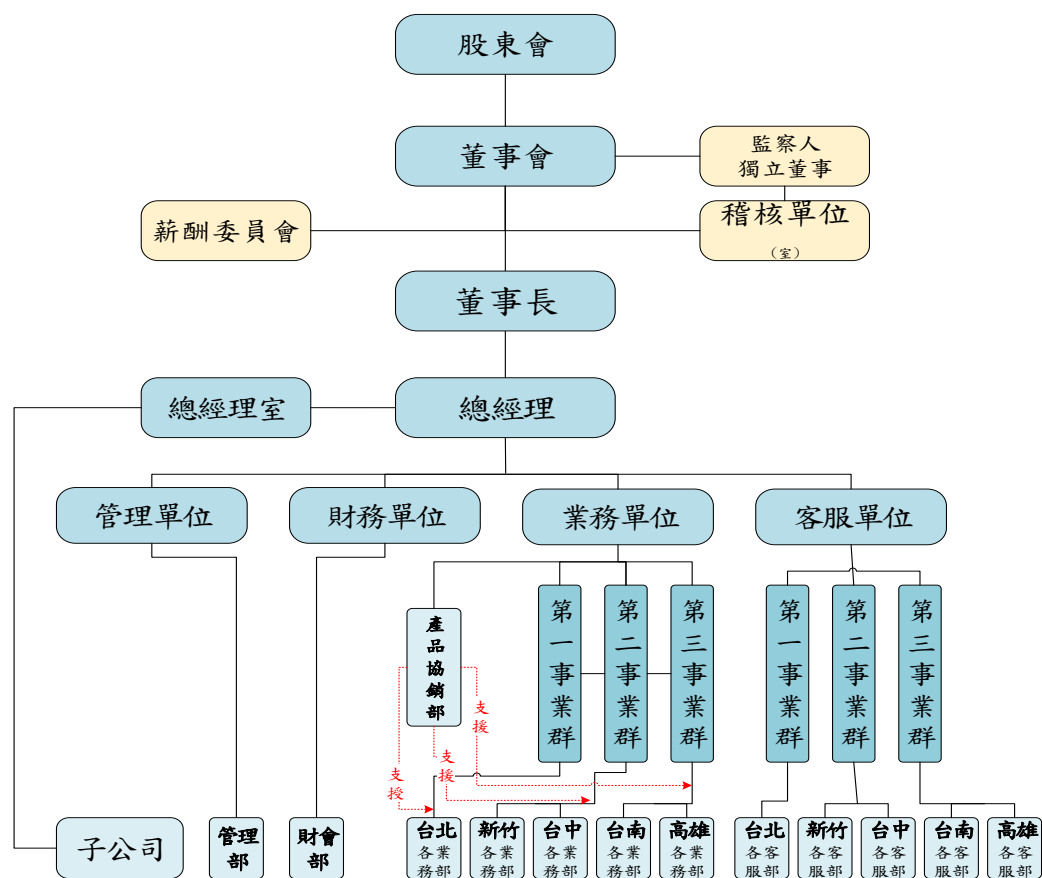 股東會
董事會
監察人
獨立董事
薪酬委員會
稽核單位
（室）
董事長
總經理室
總經理
管理單位
財務單位
業務單位
客服單位
產品協銷部
第一事業群
第二事業群
第三事業群
第一事業群
第二事業群
第三事業群
支援
支援
支授
子公司
管理
部
財會
部
台北
各業
務部
新竹
各業
務部
台中
各業
務部
台南
各業
務部
高雄
各業
務部
台北
各客
服部
新竹
各客
服部
台中
各客
服部
台南
各客
服部
高雄
各客
服部